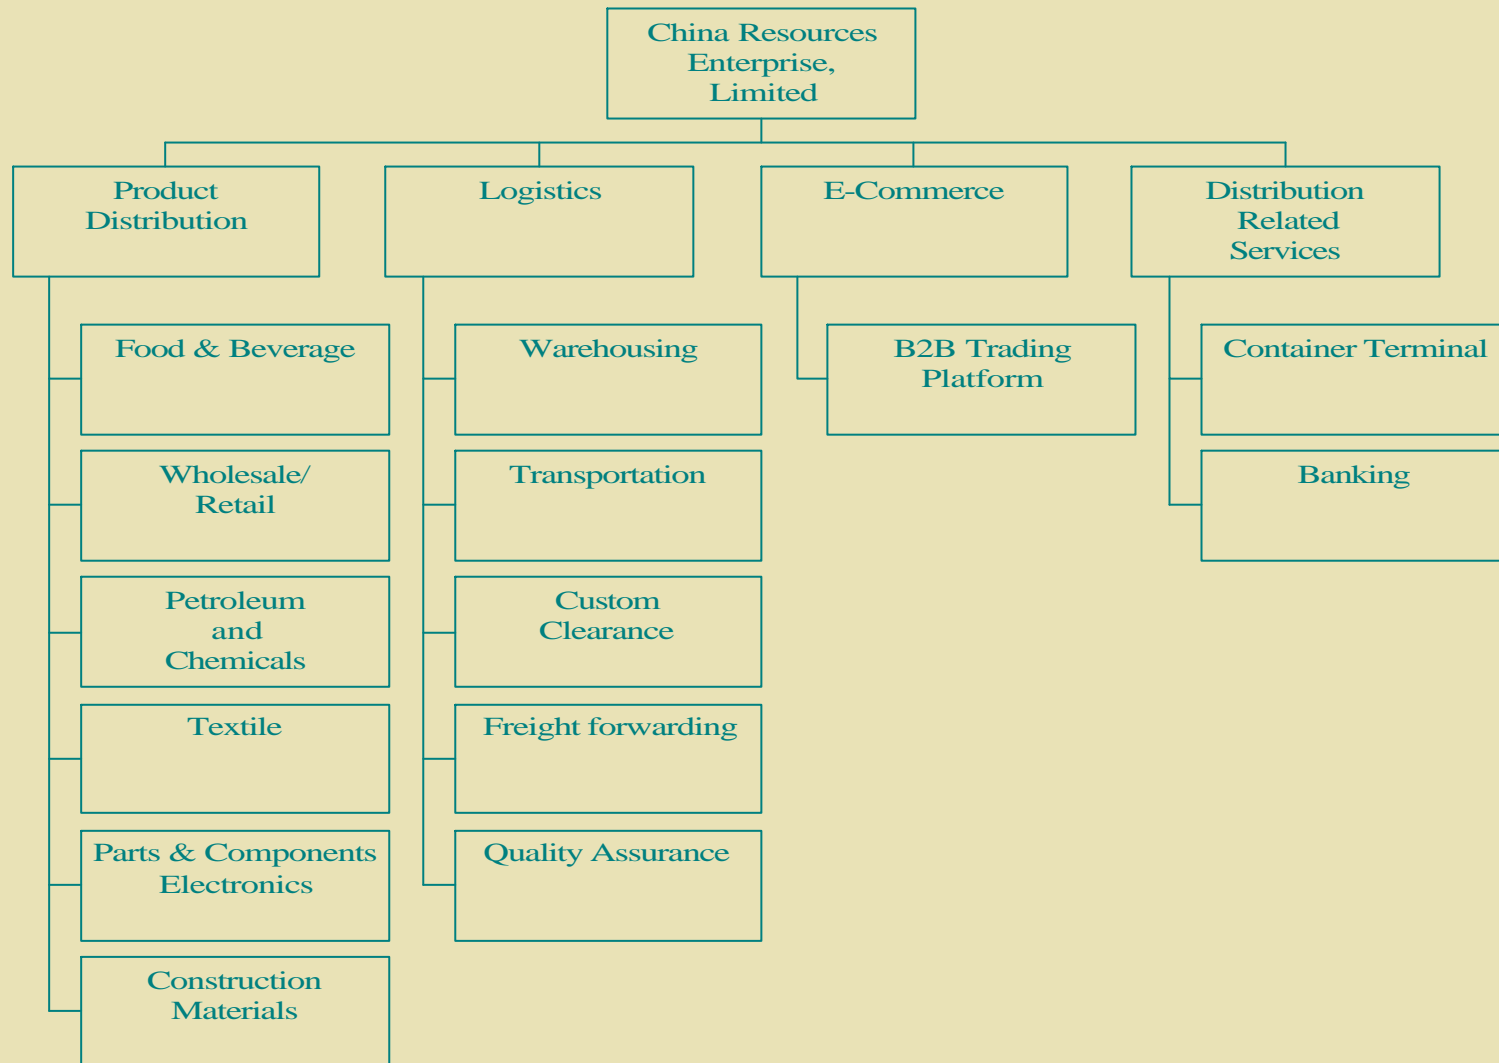 China Resources
Enterprise,
Limited
Product
Distribution
Logistics
E-Commerce
Distribution
Related
Services
Food & Beverage
Wholesale/
Retail
Petroleum
and
Chemicals
Textile
Parts & Components
Electronics
Construction
Materials
Warehousing
Transportation
Custom
Clearance
Freight forwarding
Quality Assurance
B2B Trading
Platform
Container Terminal
Banking